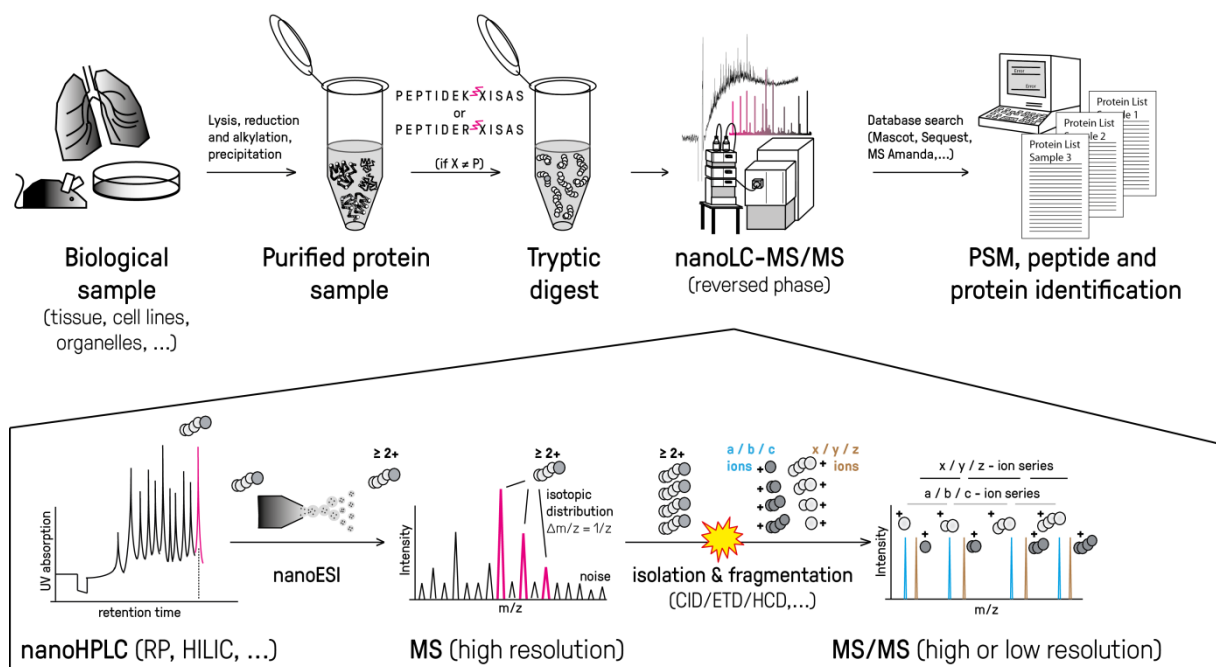 PEPTIDEK XISAS
or
PEPTIDER XISAS
(if X ≠ P)
Lysis, reduction
and alkylation,
precipitation
Database search
(Mascot, Sequest,
MS Amanda,...)
Error
Error
Protein List
Sample 1
Protein List
Sample 2
Protein List
Sample 3
Biological
sample
(tissue, cell lines,
organelles, ...)
Purified protein
sample
Tryptic
digest
nanoLC-MS/MS
(reversed phase)
PSM, peptide and
protein identification
UV absorption
retention time
nanoHPLC (RP, HILIC, ...)
≥ 2+
nanoESI
≥ 2+
isotopic
distribution
Δm/z = 1/z
noise
Intensity
m/z
MS (high resolution)
≥ 2+
a / b / c
ions
x / y / z
ions
+
+
+
+
+
+
+
+
isolation & fragmentation
(CID/ETD/HCD,...)
x / y / z - ion series
a / b / c - ion series
+
+
+
+
+
+
+
+
Intensity
m/z
MS/MS (high or low resolution)